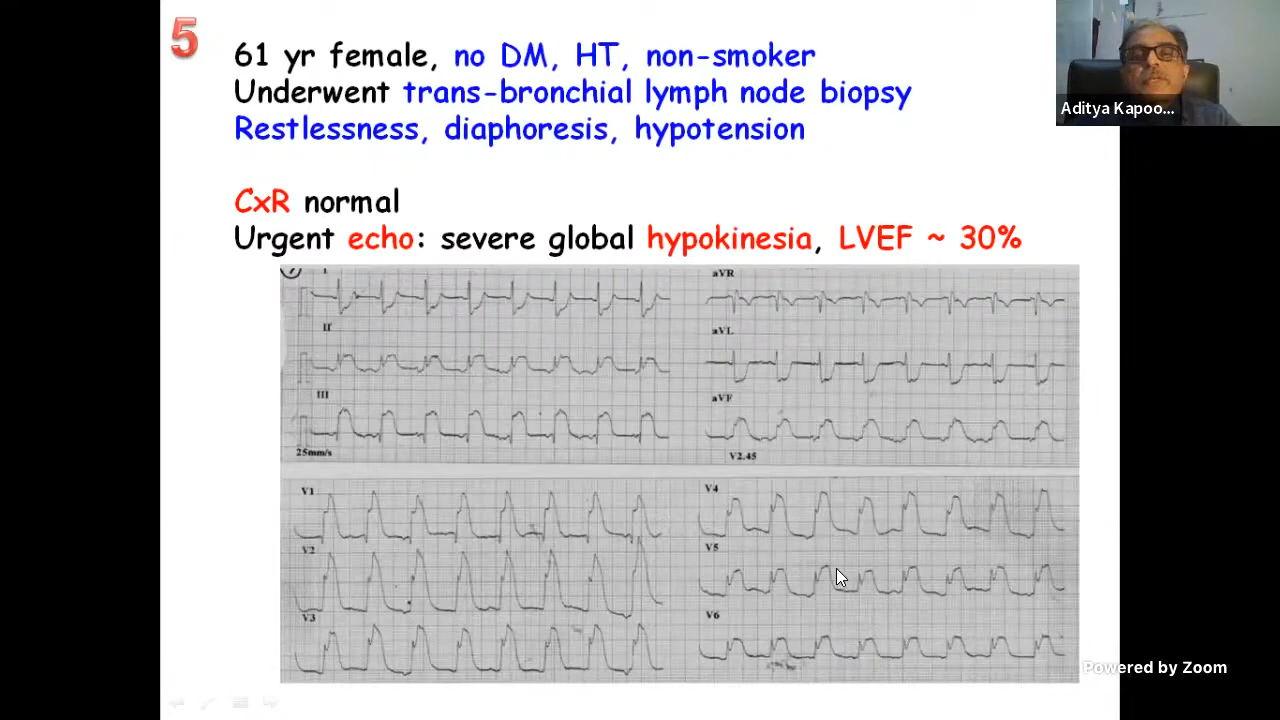 5
61 yr female, no DM, HT, non-smoker
Underwent trans-bronchial lymph node biopsy
Restlessness, diaphoresis, hypotension
CxR normal
Urgent echo: severe global hypokinesia, LVEF ~ 30%
Aditya Kapoo...
I
aVR
II
aVL
III
aVF
25mm/s
V2.45
V1
V4
V2
V5
V3
V6
Powered by Zoom